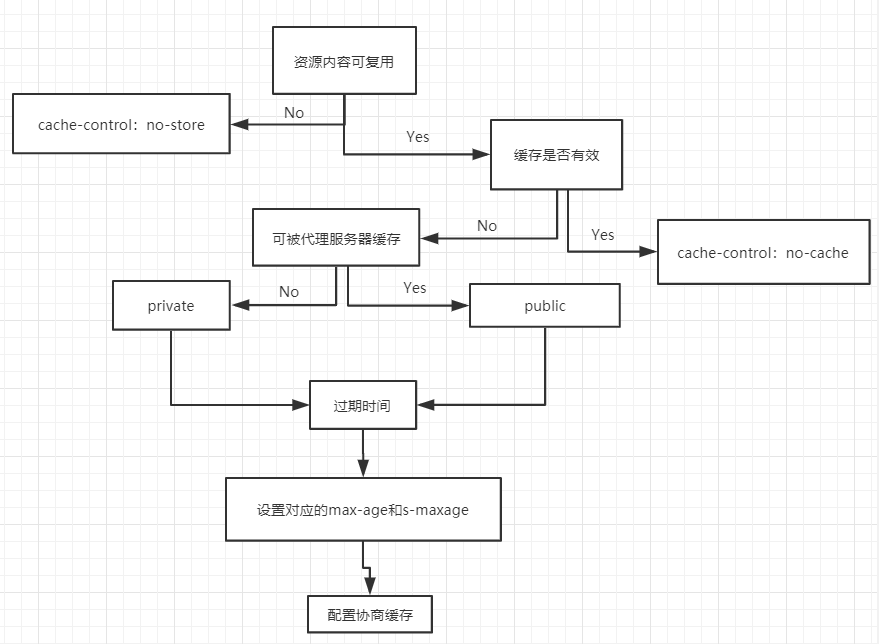 资源内容可复用
No
cache-control：no-store
Yes
缓存是否有效
No
可被代理服务器缓存
Yes
cache-control：no-cache
No
private
Yes
public
过期时间
设置对应的max-age和s-maxage
配置协商缓存